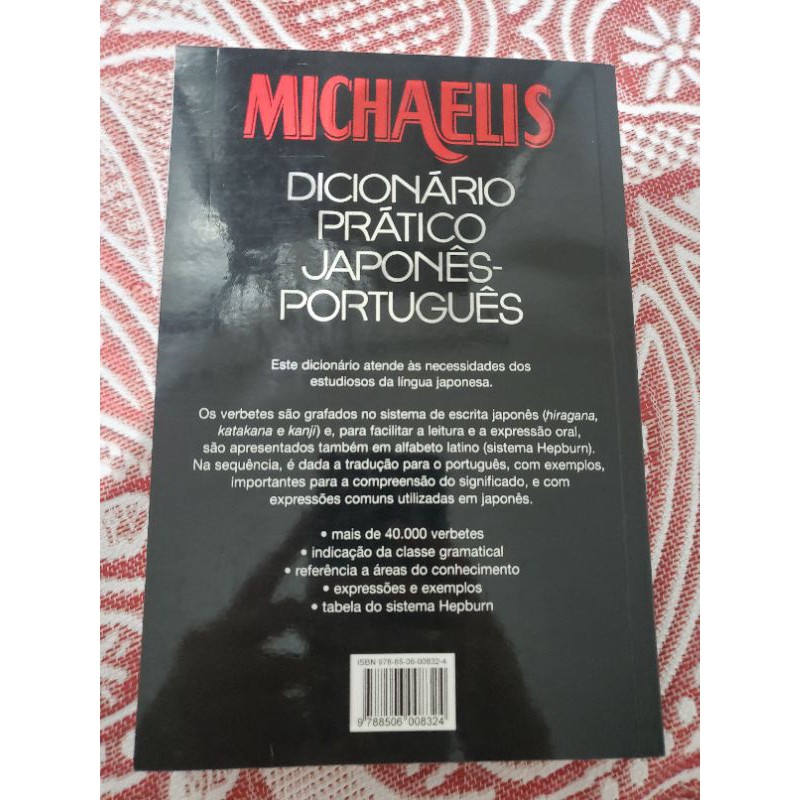 MICHAELIS
DICIONÁRIO
PRÁTICO
JAPONÊS-
PORTUGUÊS
Este dicionário atende às necessidades dos
estudiosos da língua japonesa.
Os verbetes são grafados no sistema de escrita japonês (hiragana,
katakana e kanji) e, para facilitar a leitura e a expressão oral,
são apresentados também em alfabeto latino (sistema Hepburn).
Na sequência, é dada a tradução para o português, com exemplos,
importantes para a compreensão do significado, e com
expressões comuns utilizadas em japonês.
• mais de 40.000 verbetes
• indicação da classe gramatical
• referência a áreas do conhecimento
• expressões e exemplos
• tabela do sistema Hepburn
ISBN 978-85-06-00832-4
9 788506 008324